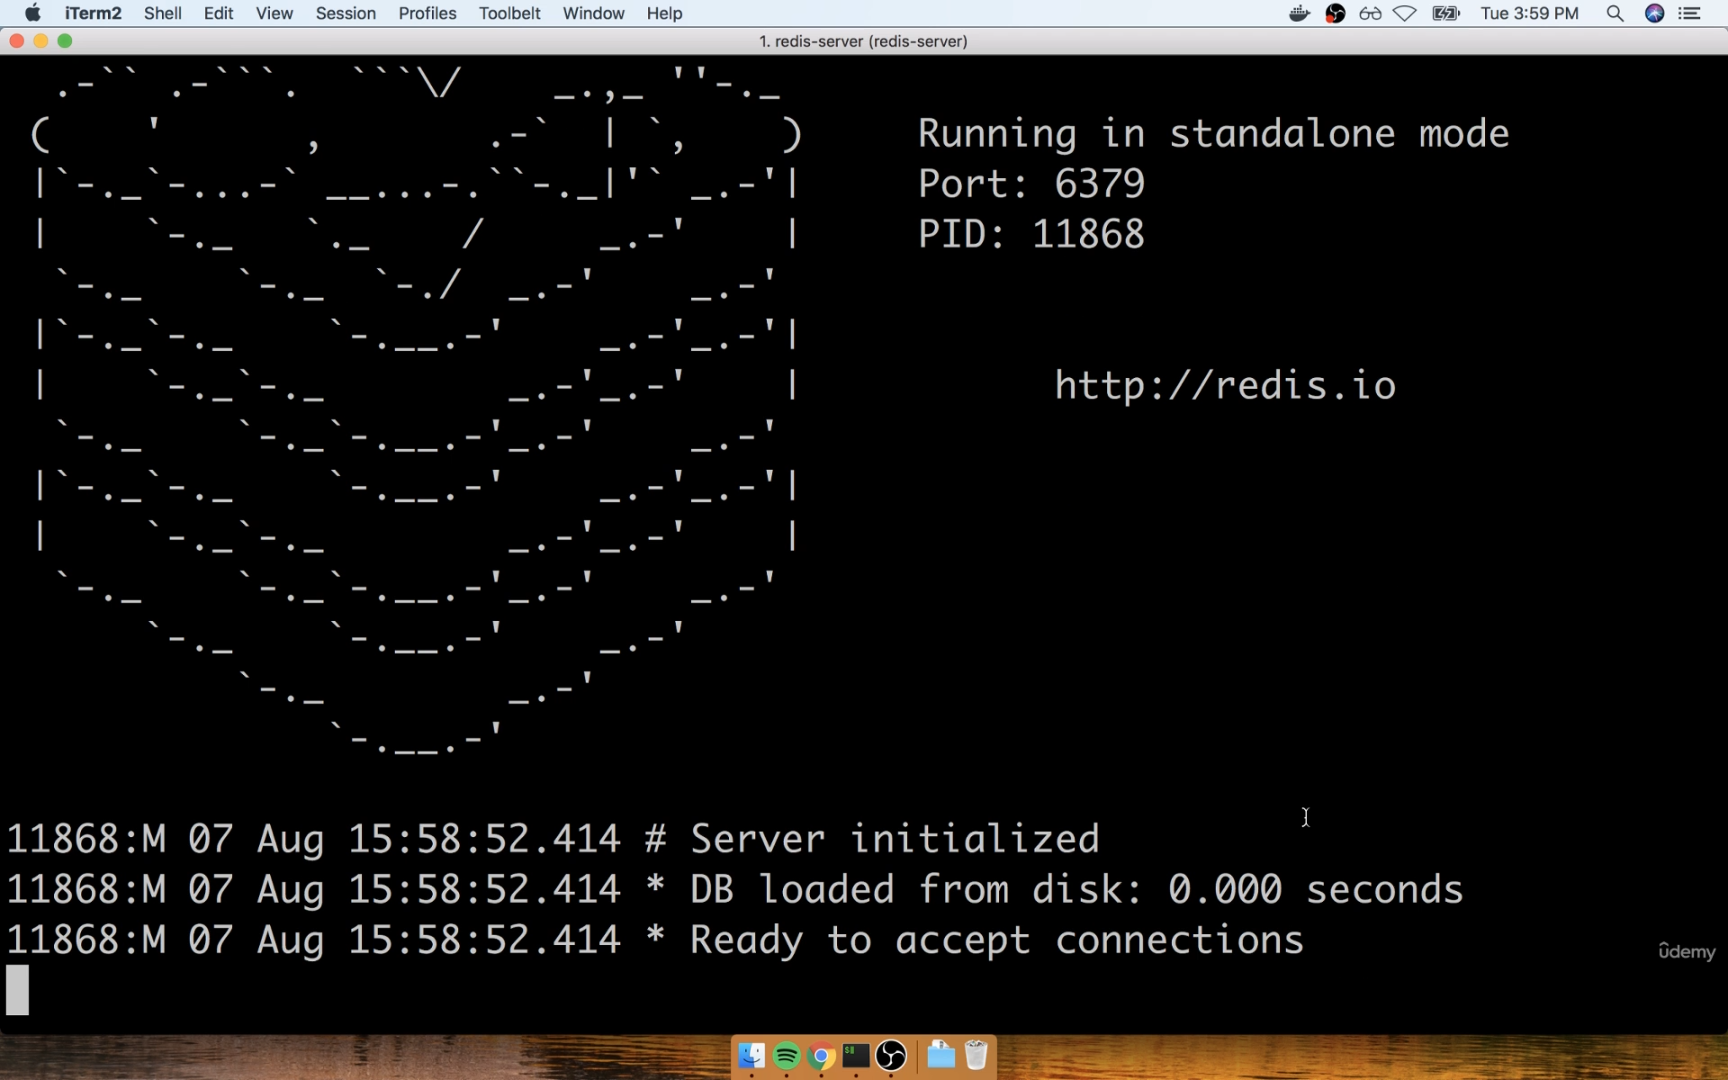 iTerm2 Shell Edit View Session Profiles Toolbelt Window Help Tue 3:59 PM
1. redis-server (redis-server)
Running in standalone mode
Port: 6379
PID: 11868
http://redis.io
11868:M 07 Aug 15:58:52.414 # Server initialized
11868:M 07 Aug 15:58:52.414 * DB loaded from disk: 0.000 seconds
11868:M 07 Aug 15:58:52.414 * Ready to accept connections
ûdemy